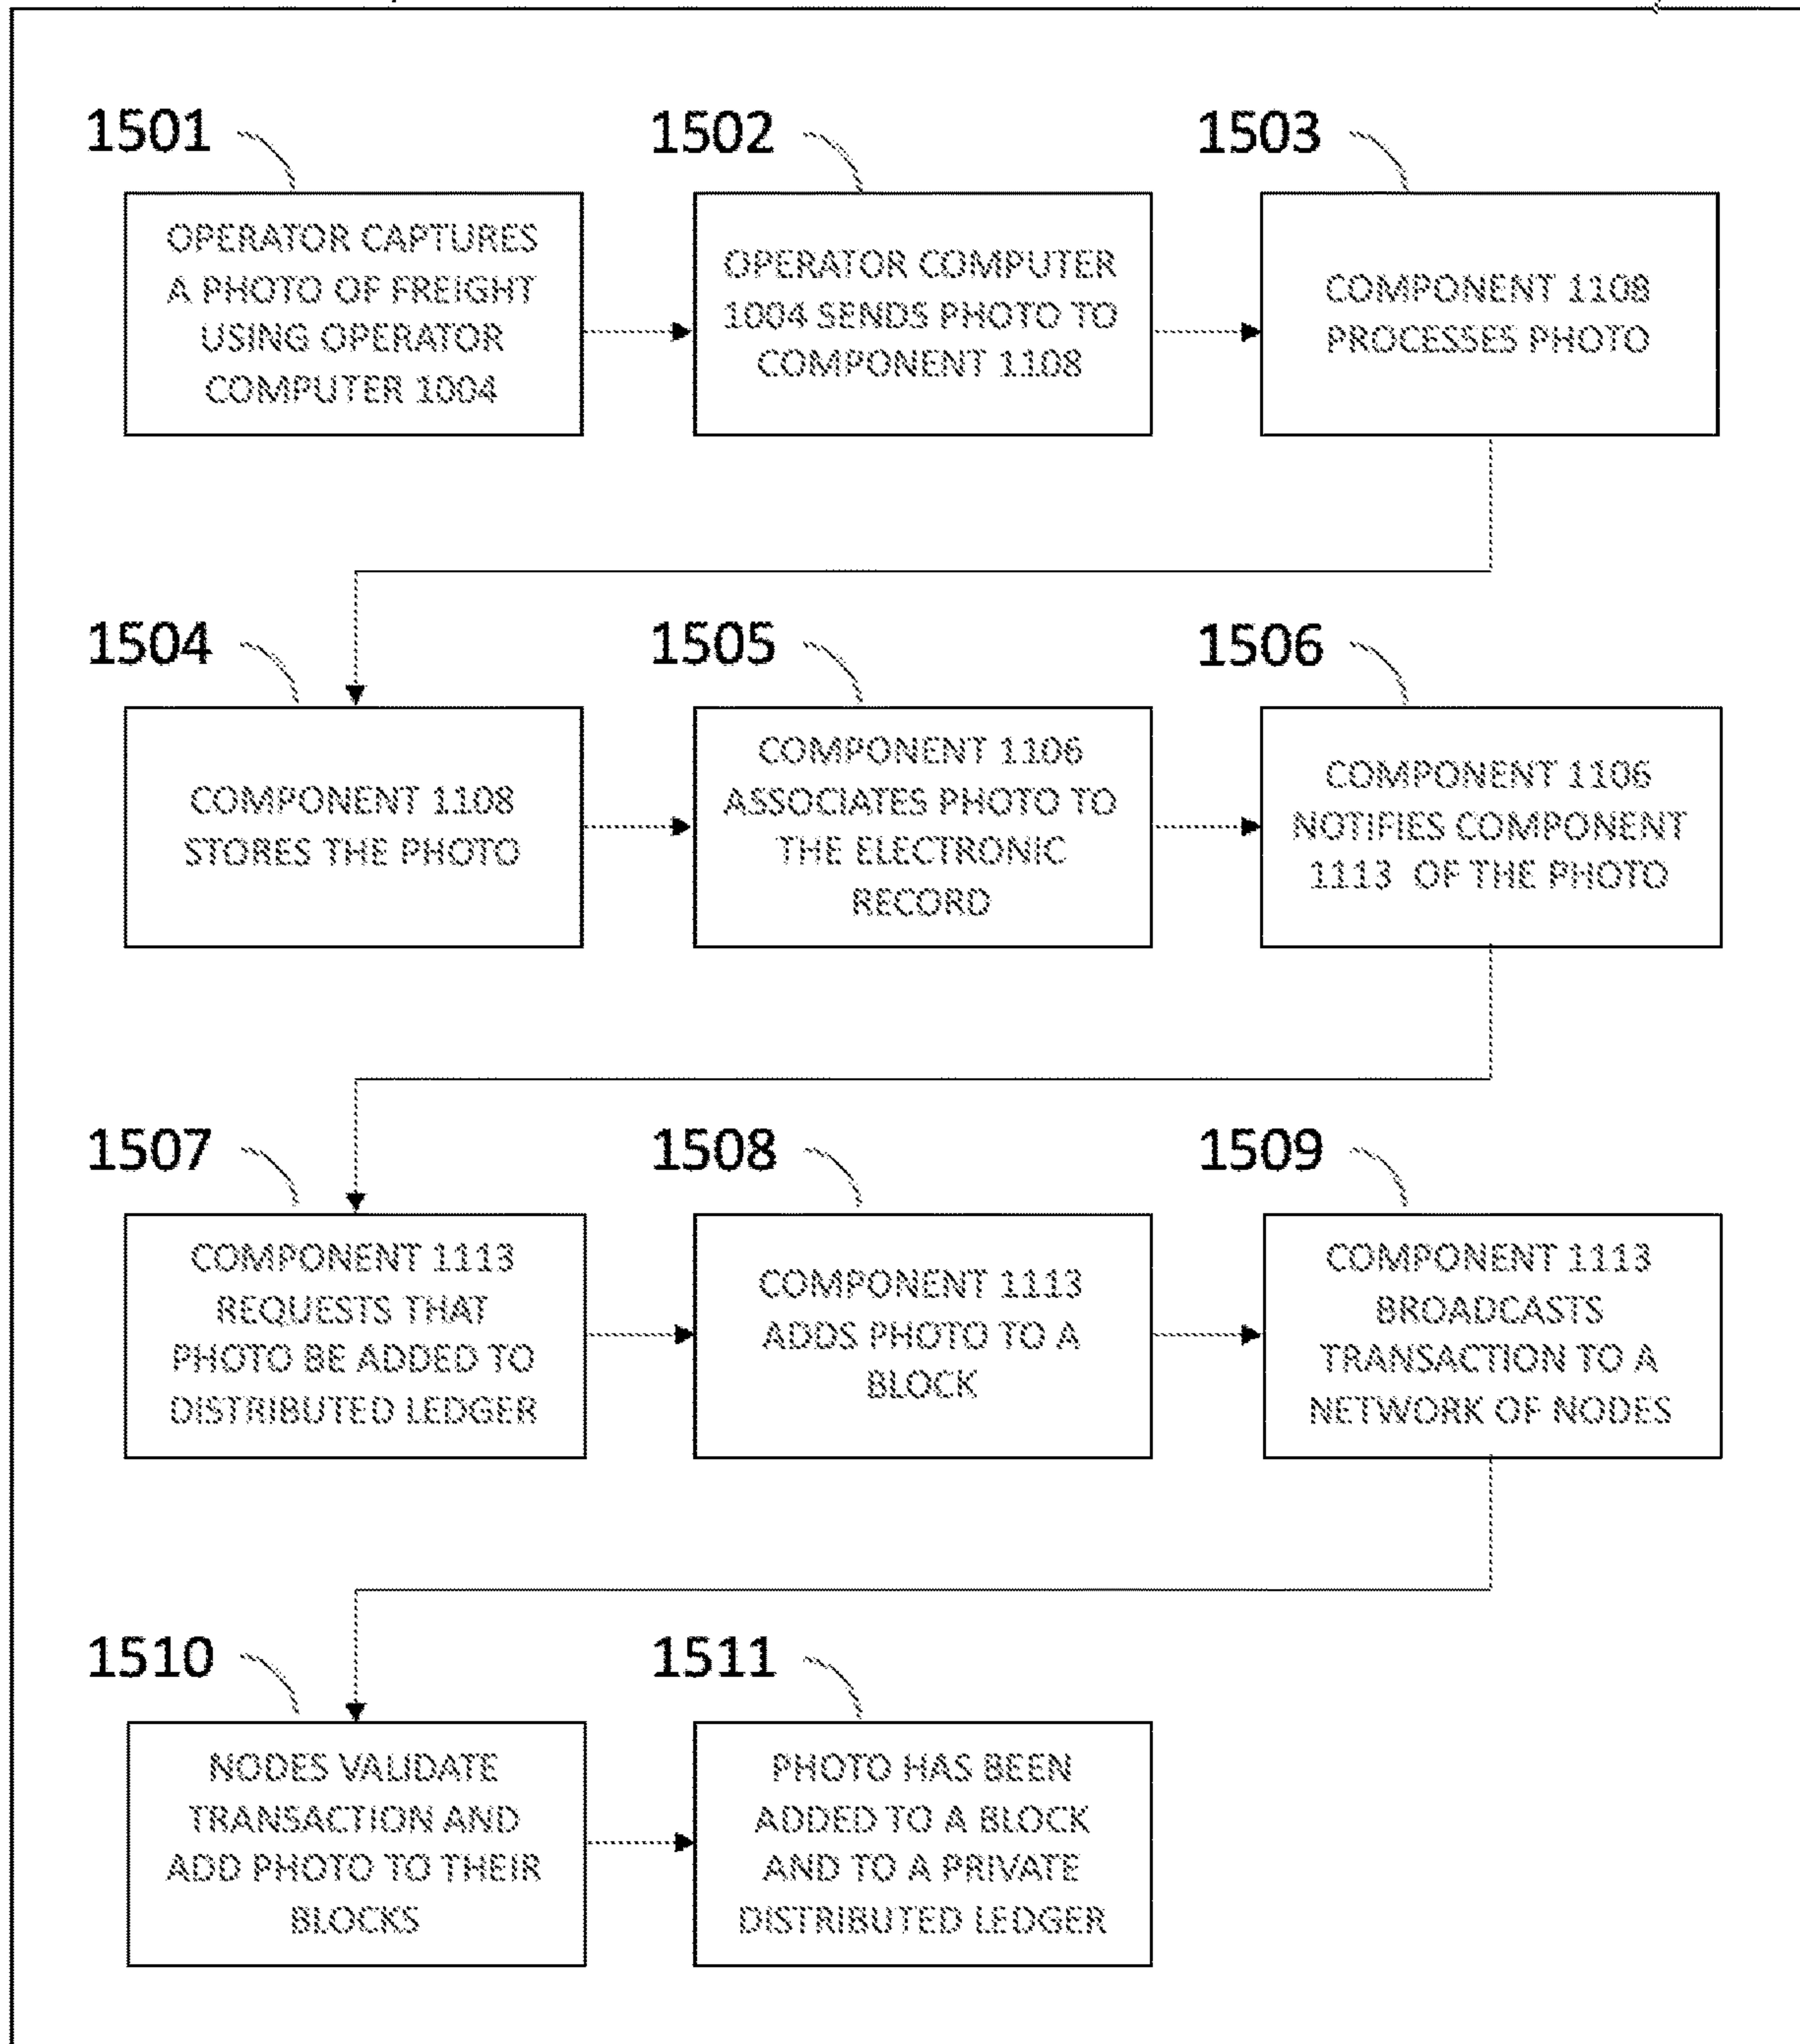 1501
OPERATOR CAPTURES
A PHOTO OF FREIGHT
USING OPERATOR
COMPUTER 1004
1502
OPERATOR COMPUTER
1004 SENDS PHOTO TO
COMPONENT 1108
1503
COMPONENT 1108
PROCESSES PHOTO
1504
COMPONENT 1108
STORES THE PHOTO
1505
COMPONENT 1106
ASSOCIATES PHOTO TO
THE ELECTRONIC
RECORD
1506
COMPONENT 1106
NOTIFIES COMPONENT
1113 OF THE PHOTO
1507
COMPONENT 1113
REQUESTS THAT
PHOTO BE ADDED TO
DISTRIBUTED LEDGER
1508
COMPONENT 1113
ADDS PHOTO TO A
BLOCK
1509
COMPONENT 1113
BROADCASTS
TRANSACTION TO A
NETWORK OF NODES
1510
NODES VALIDATE
TRANSACTION AND
ADD PHOTO TO THEIR
BLOCKS
1511
PHOTO HAS BEEN
ADDED TO A BLOCK
AND TO A PRIVATE
DISTRIBUTED LEDGER